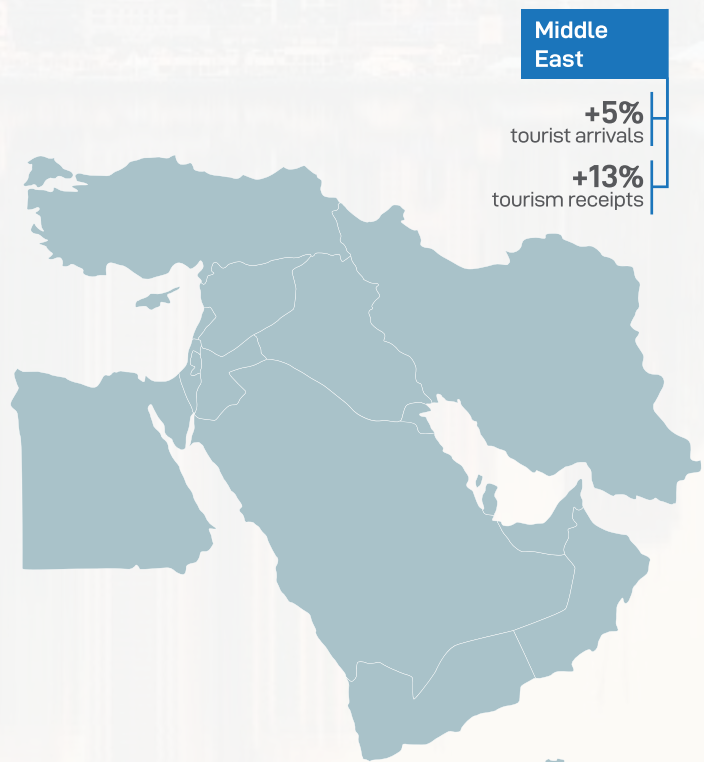 Middle
East
+5%
tourist arrivals
+13%
tourism receipts